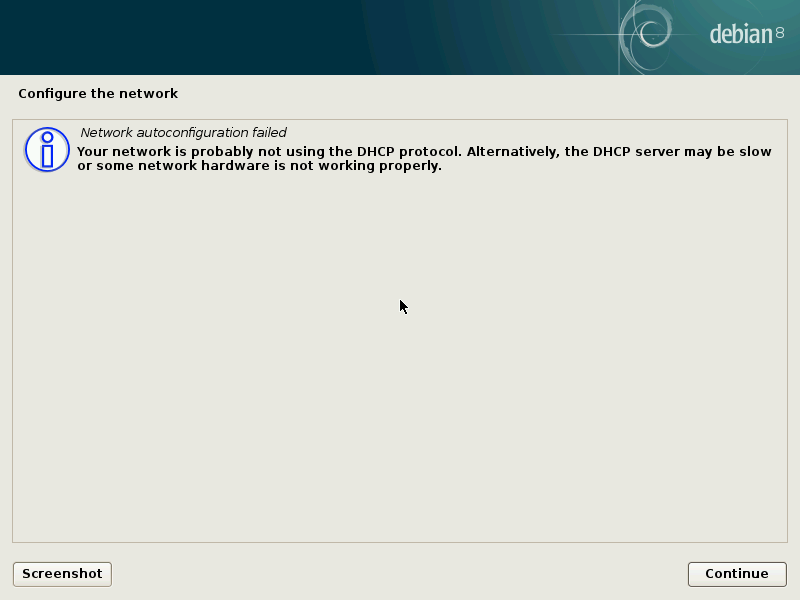 debian 8
Configure the network
Network autoconfiguration failed
Your network is probably not using the DHCP protocol. Alternatively, the DHCP server may be slow
or some network hardware is not working properly.
Screenshot
Continue